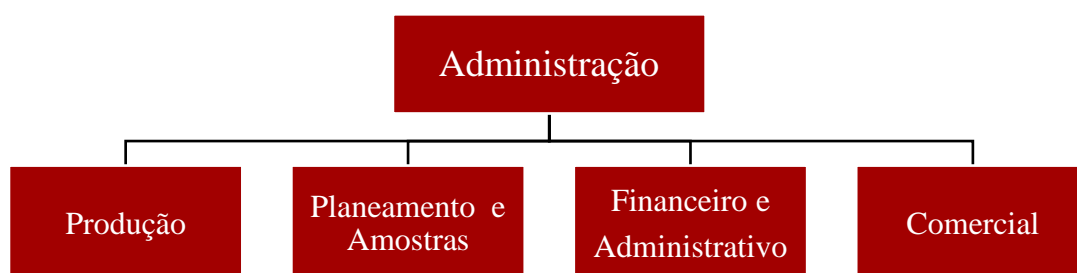 Administração
Produção
Planeamento e
Amostras
Financeiro e
Administrativo
Comercial